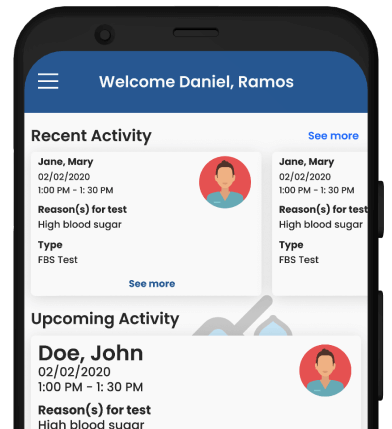 Welcome Daniel, Ramos
Recent Activity
See more
Jane, Mary
02/02/2020
1:00 PM - 1: 30 PM
Reason(s) for test
High blood sugar
Type
FBS Test
See more
Jane, Mary
02/02/2020
1:00 PM - 1: 30 PM
Reason(s) for test
High blood sugar
Type
FBS Test
Upcoming Activity
Doe, John
02/02/2020
1:00 PM - 1: 30 PM
Reason(s) for test
High blood sugar